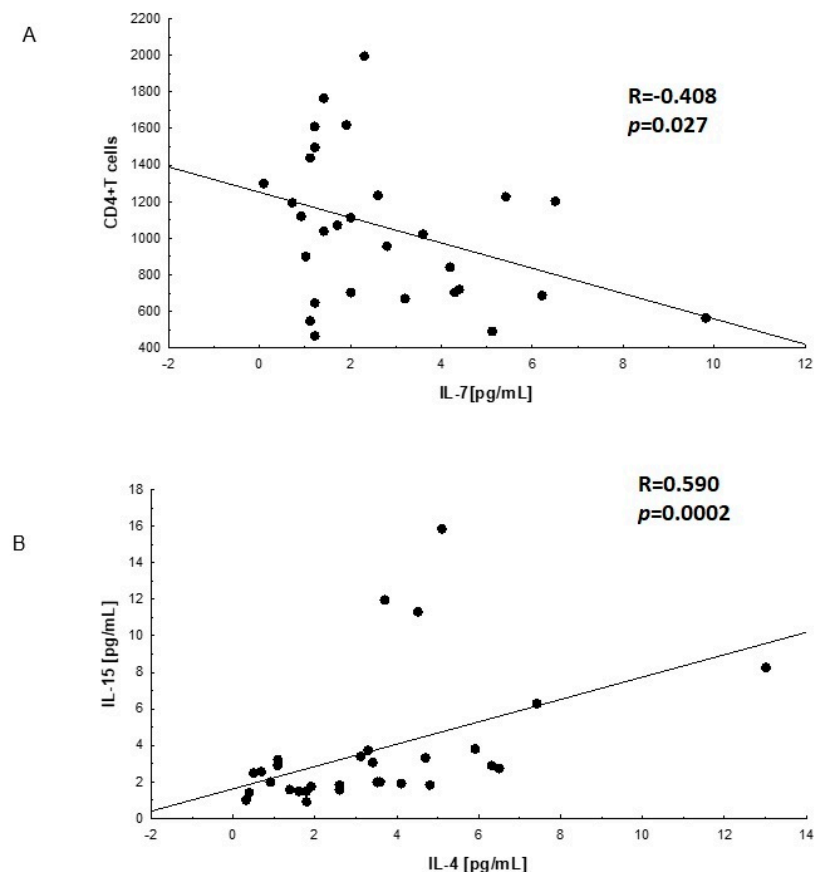 A
2200
2000
1800
1600
1400
1200
1000
800
600
400
CD4+T cells
R=-0.408
p=0.027
-2 0 2 4 6 8 10 12
IL-7[pg/mL]
B
18
16
14
12
10
8
6
4
2
0
IL-15 [pg/mL]
R=0.590
p=0.0002
-2 0 2 4 6 8 10 12 14
IL-4 [pg/mL]